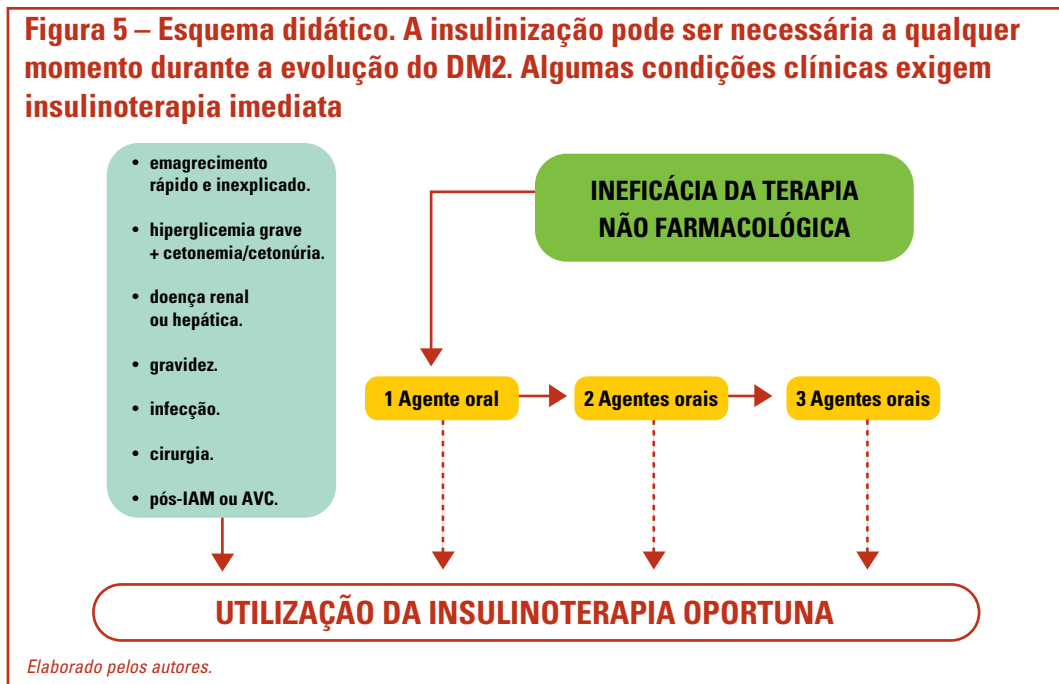 Figura 5 – Esquema didático. A insulinização pode ser necessária a qualquer
momento durante a evolução do DM2. Algumas condições clínicas exigem
insulinoterapia imediata
• emagrecimento
rápido e inexplicado.
• hiperglicemia grave
+ cetonemia/cetonúria.
• doença renal
ou hepática.
• gravidez.
• infecção.
• cirurgia.
• pós-IAM ou AVC.
INEFICÁCIA DA TERAPIA
NÃO FARMACOLÓGICA
1 Agente oral
2 Agentes orais
3 Agentes orais
UTILIZAÇÃO DA INSULINOTERAPIA OPORTUNA
Elaborado pelos autores.